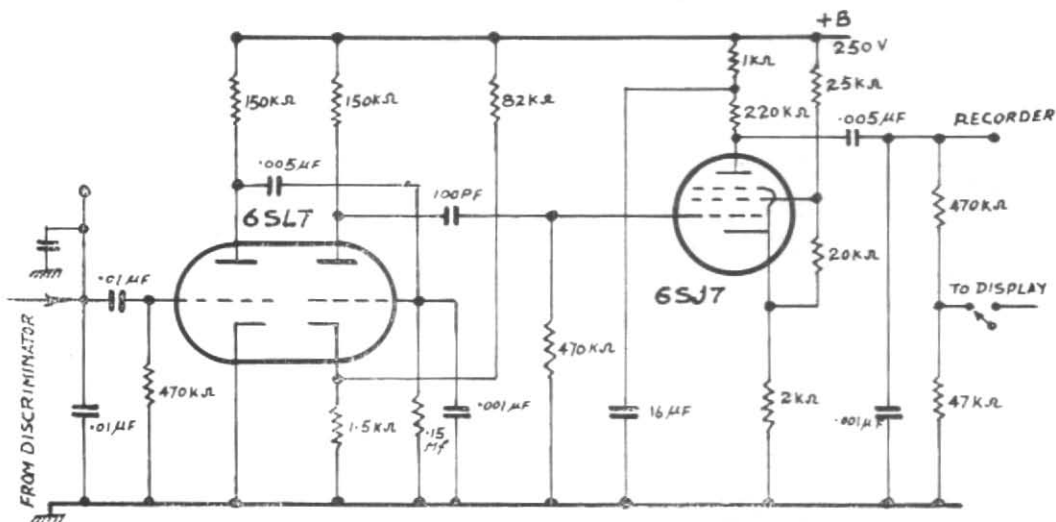 +B
250V
1KΩ
150KΩ
150KΩ
82KΩ
25KΩ
220KΩ
.005µF
RECORDER
.005µF
100PF
6SL7
470KΩ
20KΩ
.01µF
6SJ7
TO DISPLAY
FROM DISCRIMINATOR
470KΩ
470KΩ
.01µF
1.5KΩ
.15
Mf
.001µF
16µF
2KΩ
.001µF
47KΩ